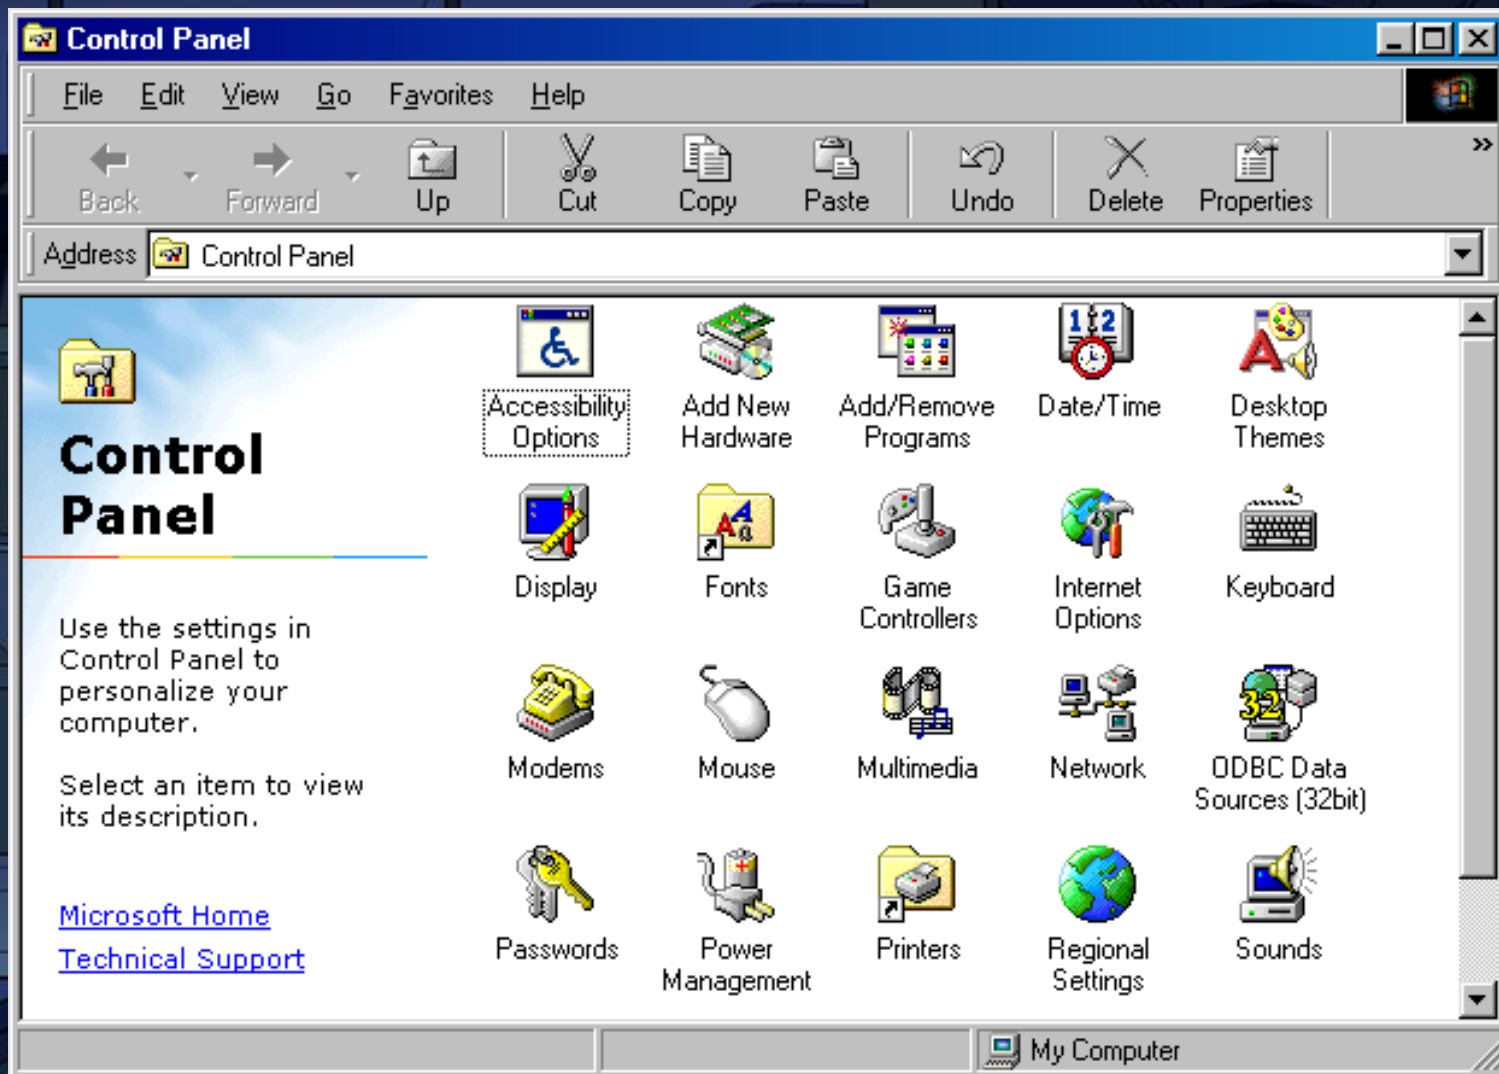 Control Panel
File Edit View Go Favorites Help
Back Forward Up Cut Copy Paste Undo Delete Properties »
Address Control Panel
Control
Panel
Use the settings in
Control Panel to
personalize your
computer.
Select an item to view
its description.
Microsoft Home
Technical Support
Accessibility
Options
Add New
Hardware
Add/Remove
Programs
Date/Time
Desktop
Themes
Display
Fonts
Game
Controllers
Internet
Options
Keyboard
Modems
Mouse
Multimedia
Network
ODBC Data
Sources (32bit)
Passwords
Power
Management
Printers
Regional
Settings
Sounds
My Computer